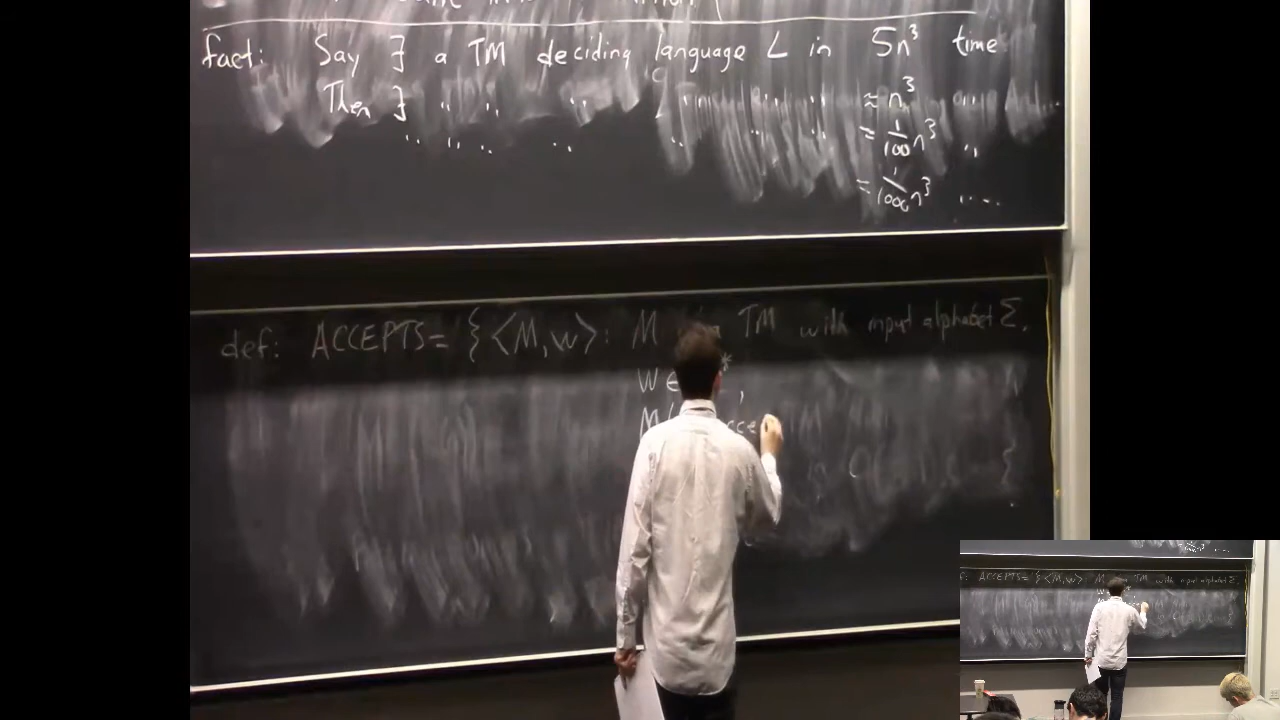 fact: Say ∃ a TM deciding language L in 5n³ time
Then ∃ " " " " " " " ≈ n³ " "
" " " " " " " ≈ 1/100 n³ "
≈ 1/1000 n³ " "
def: ACCEPTS = {⟨M,w⟩: M TM with input alphabet Σ,
w ∈ *,
M